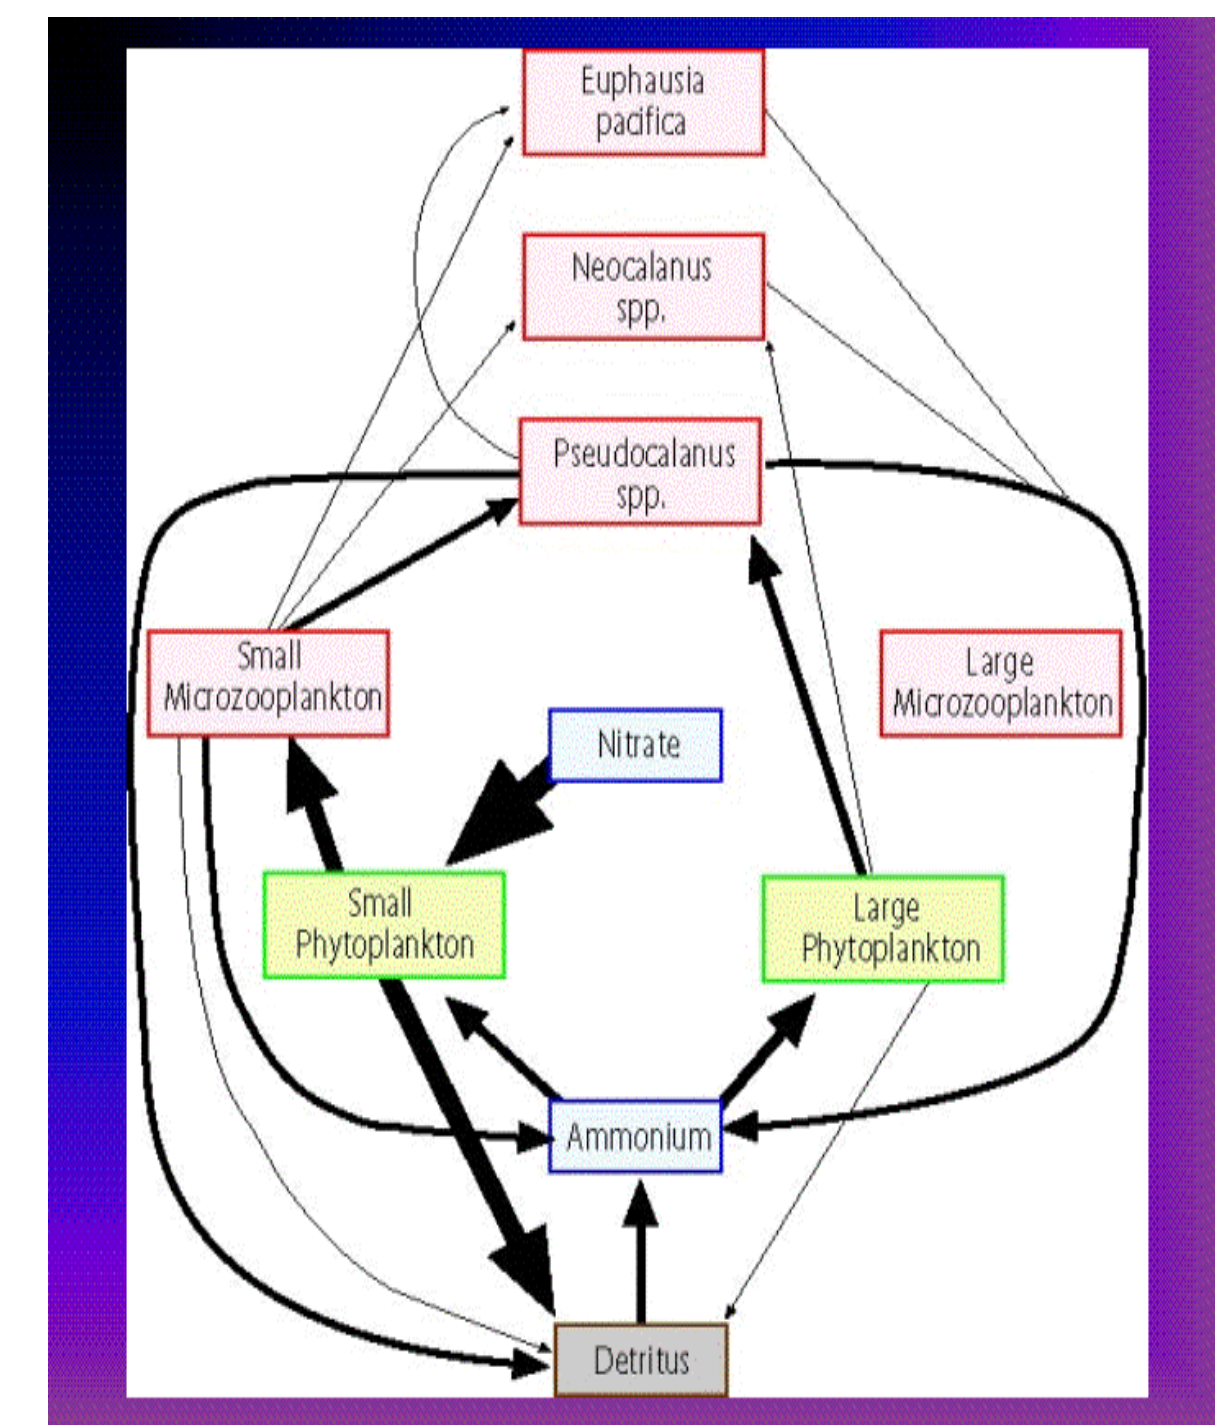 Euphausia
pacifica
Neocalanus
spp.
Pseudocalanus
spp.
Small
Microzooplankton
Large
Microzooplankton
Nitrate
Small
Phytoplankton
Large
Phytoplankton
Ammonium
Detritus